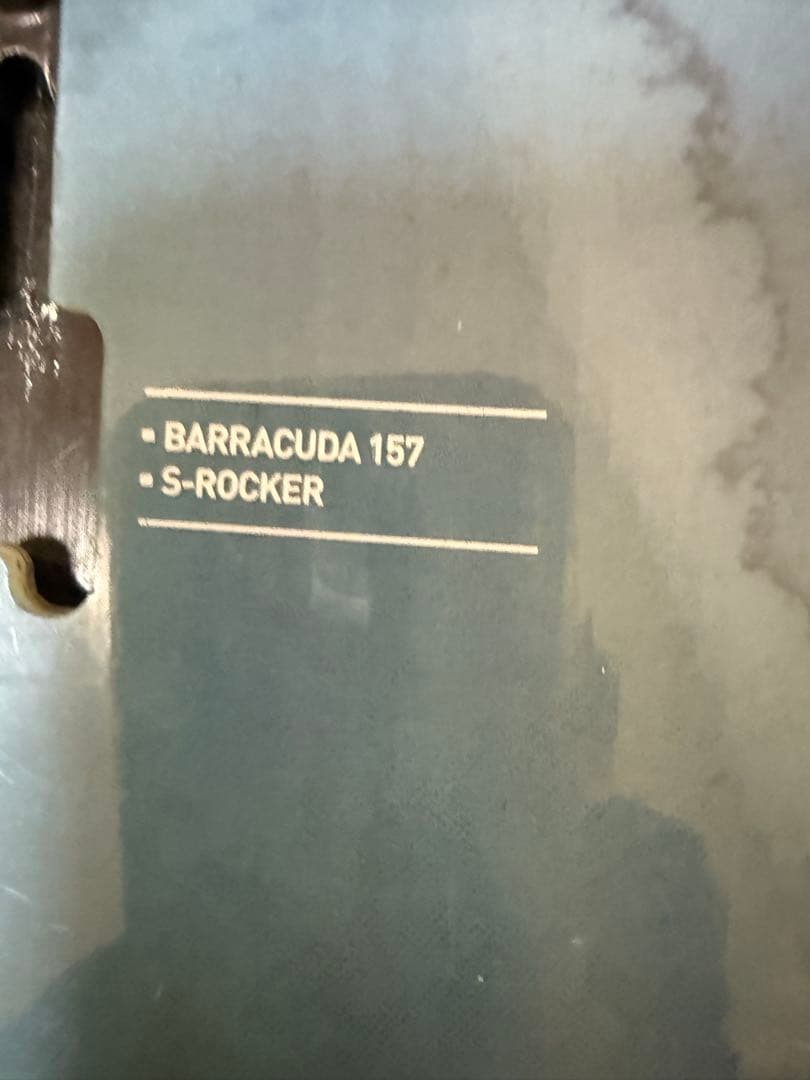 ▪ BARRACUDA 157
▪ S-ROCKER